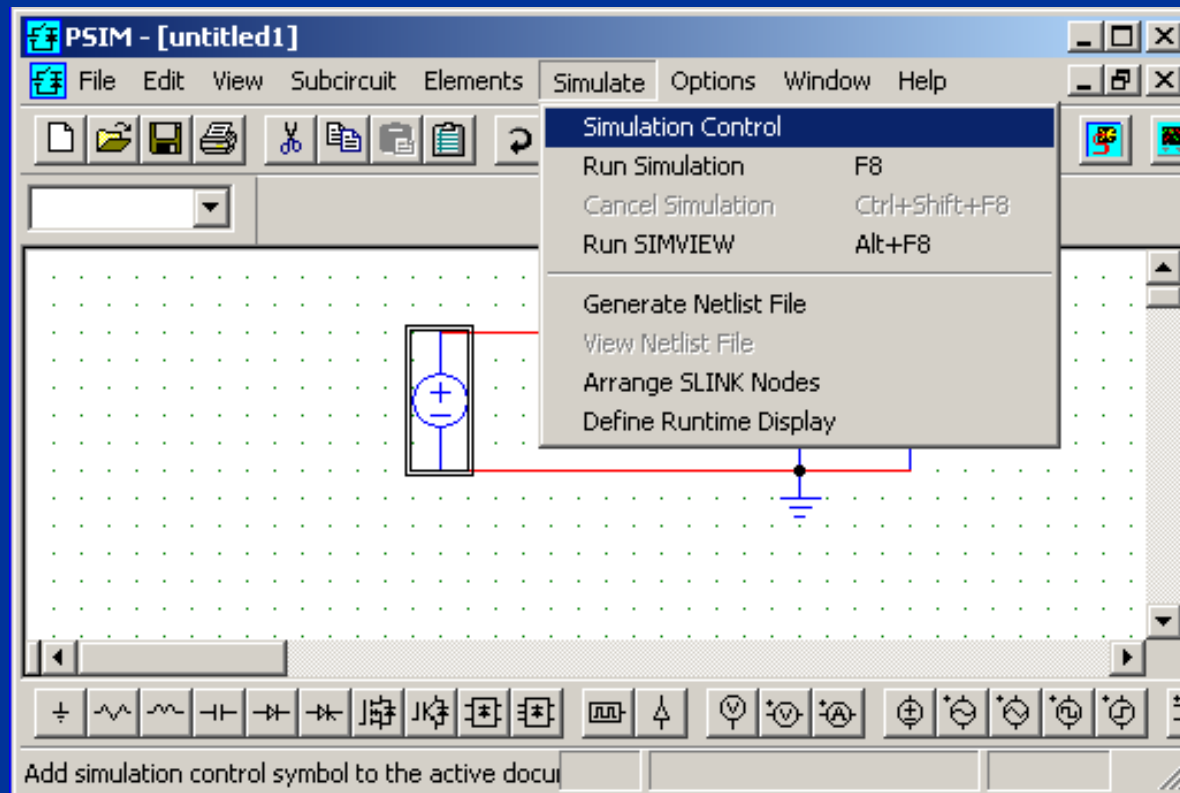 PSIM - [untitled1]
File Edit View Subcircuit Elements Simulate Options Window Help
Simulation Control
Run Simulation F8
Cancel Simulation Ctrl+Shift+F8
Run SIMVIEW Alt+F8
Generate Netlist File
View Netlist File
Arrange SLINK Nodes
Define Runtime Display
Add simulation control symbol to the active docu